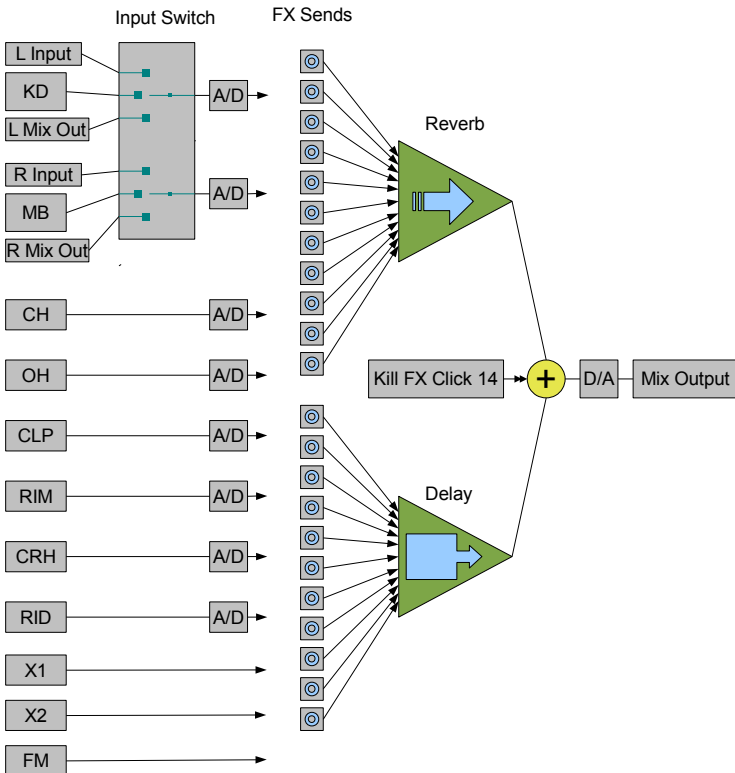 Input Switch
FX Sends
L Input
KD
A/D
L Mix Out
Reverb
R Input
MB
A/D
R Mix Out
CH
A/D
OH
A/D
Kill FX Click 14
+
D/A
Mix Output
CLP
A/D
RIM
A/D
Delay
CRH
A/D
RID
A/D
X1
X2
FM